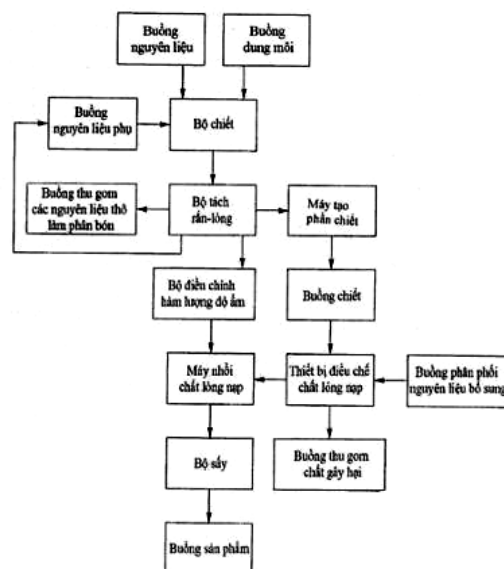 Buồng
nguyên liệu
Buồng
dung môi
Buồng
nguyên liệu phụ
Bộ chiết
Buồng thu gom
các nguyên liệu thô
làm phân bón
Bộ tách
rắn-lỏng
Máy tạo
phần chiết
Bộ điều chỉnh
hàm lượng độ ẩm
Buồng chiết
Máy nhồi
chất lỏng nạp
Thiết bị điều chế
chất lỏng nạp
Buồng phân phối
nguyên liệu bổ sung
Bộ sấy
Buồng thu gom
chất gây hại
Buồng sản phẩm